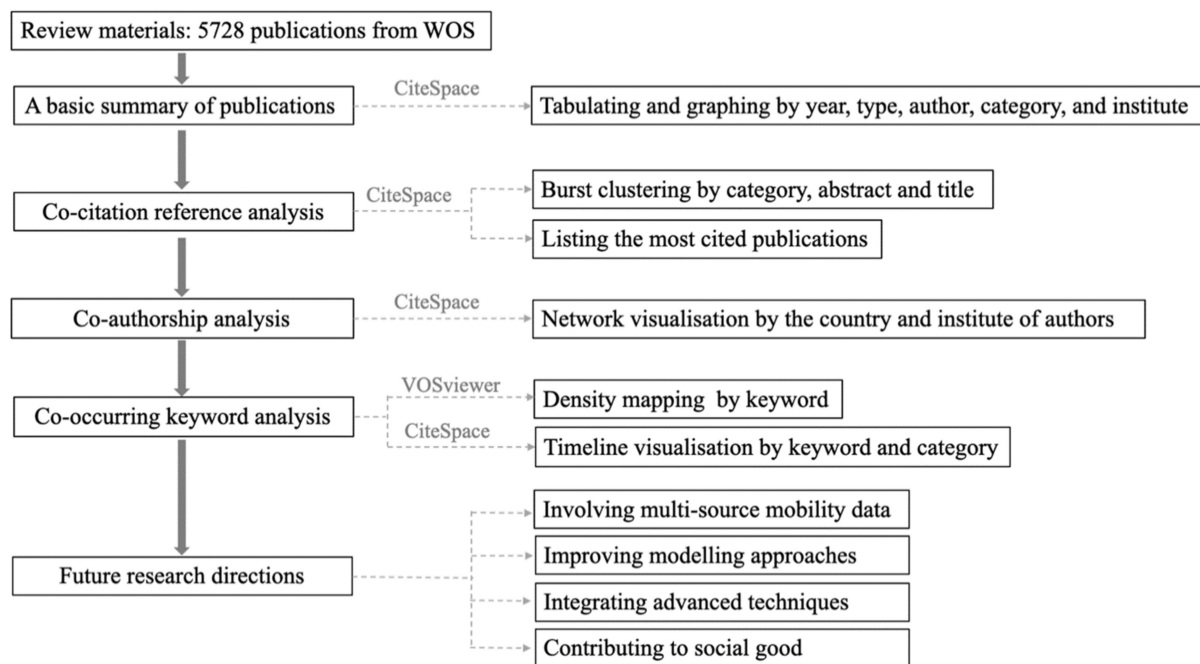 Review materials: 5728 publications from WOS
A basic summary of publications
CiteSpace
Tabulating and graphing by year, type, author, category, and institute
Co-citation reference analysis
CiteSpace
Burst clustering by category, abstract and title
Listing the most cited publications
Co-authorship analysis
CiteSpace
Network visualisation by the country and institute of authors
Co-occurring keyword analysis
VOSviewer
Density mapping by keyword
CiteSpace
Timeline visualisation by keyword and category
Future research directions
Involving multi-source mobility data
Improving modelling approaches
Integrating advanced techniques
Contributing to social good